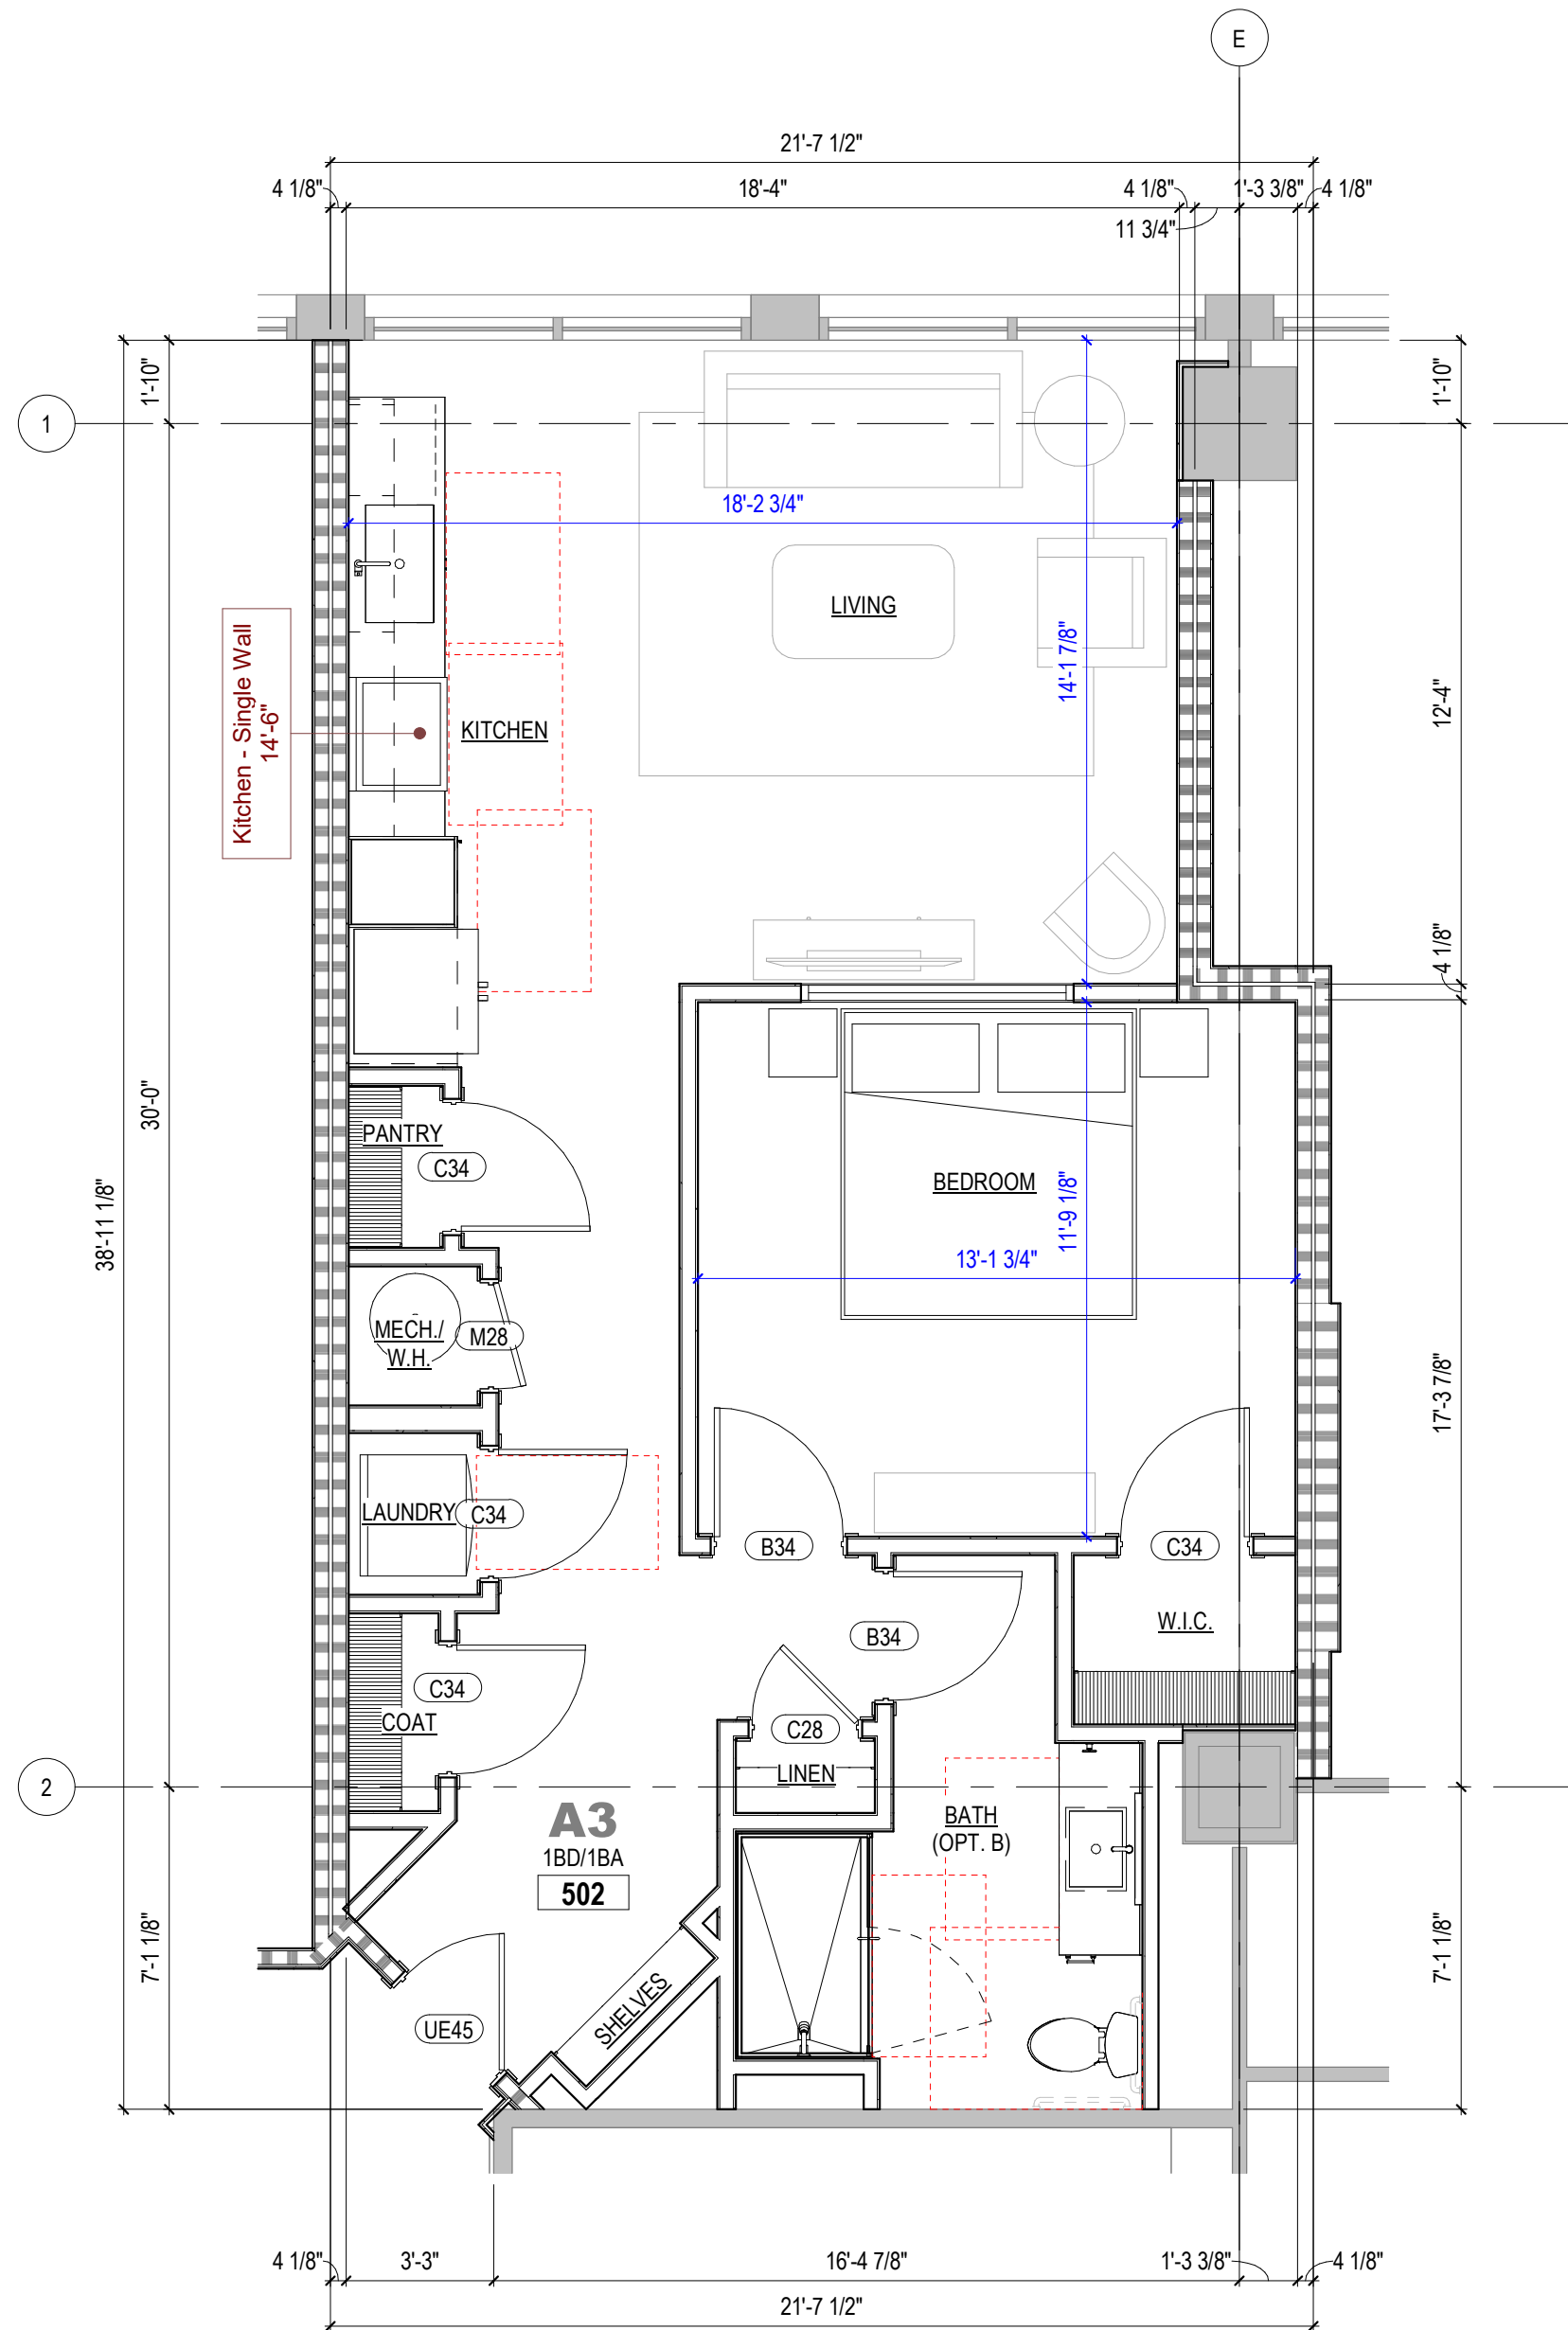 E
21'-7 1/2"
4 1/8"
18'-4"
4 1/8"
1'-3 3/8"
4 1/8"
11 3/4"
1'-10"
1'-10"
1
18'-2 3/4"
LIVING
Kitchen - Single Wall
14'-6"
14'-1 7/8"
12'-4"
KITCHEN
4 1/8"
30'-0"
PANTRY
C34
38'-11 1/8"
BEDROOM
11'-9 1/8"
13'-1 3/4"
MECH./
W.H.
M28
17'-3 7/8"
LAUNDRY
C34
B34
C34
B34
W.I.C.
C34
COAT
C28
LINEN
2
A3
1BD/1BA
502
BATH
(OPT. B)
7'-1 1/8"
7'-1 1/8"
SHELVES
UE45
4 1/8"
3'-3"
16'-4 7/8"
1'-3 3/8"
4 1/8"
21'-7 1/2"